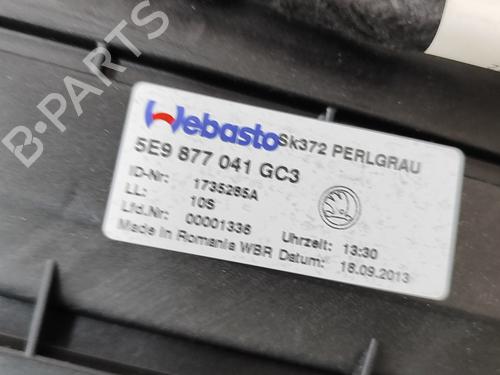 B-PARTS
Webasto Sk372 PERLGRAU
5E9 877 041 GC3
ID-Nr: 1735265A
LL: 10S
Lfd.Nr: 00001336 Uhrzeit: 13:30
Made in Romania WBR Datum: 18.09.2013